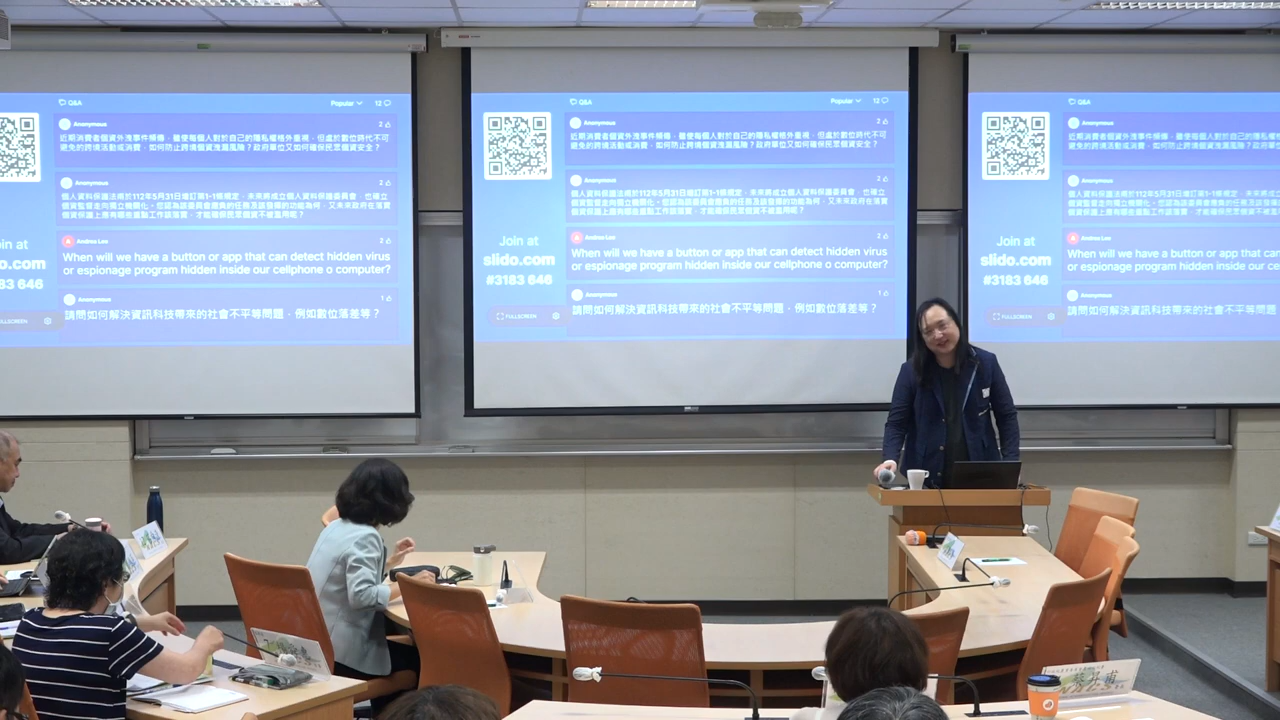 Q&A
Popular
12
Anonymous
2
近期消費者個資外洩事件頻傳，雖使每個人對於自己的隱私權格外重視，但處於數位時代不可
避免的跨境活動或消費，如何防止跨境個資洩漏風險？政府單位又如何確保民眾個資安全？
Anonymous
2
個人資料保護法甫於112年5月31日增訂第1-1條規定，未來將成立個人資料保護委員會，也確立
個資監督走向獨立機關化。您認為該委員會應負的任務及該發揮的功能為何，又未來政府在落實
個資保護上應有哪些重點工作該落實，才能確保民眾個資不被濫用呢？
A
Andrea Lee
2
When will we have a button or app that can detect hidden virus
or espionage program hidden inside our cellphone o computer?
Anonymous
1
請問如何解決資訊科技帶來的社會不平等問題，例如數位落差等？
Join at
slido.com
#3183 646
FULLSCREEN